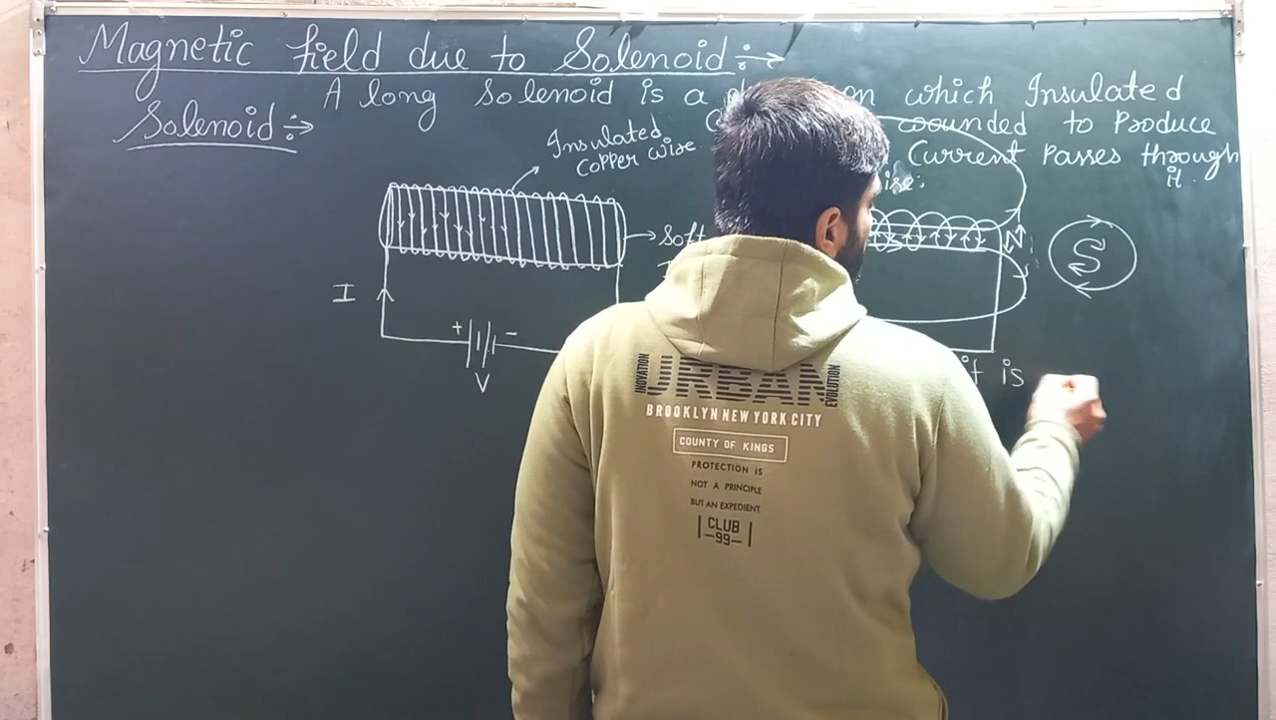 Magnetic field due to Solenoid :→
Solenoid :→ A long Solenoid is a on which Insulated
wounded to Produce
Current Passes through
it.
Insulated
Copper wire
Soft
N
S
I
+ -
V
it is
INOVATION URBAN EVOLUTION
BROOKLYN NEW YORK CITY
COUNTY OF KINGS
PROTECTION IS
NOT A PRINCIPLE
BUT AN EXPEDIENT.
CLUB
-99-